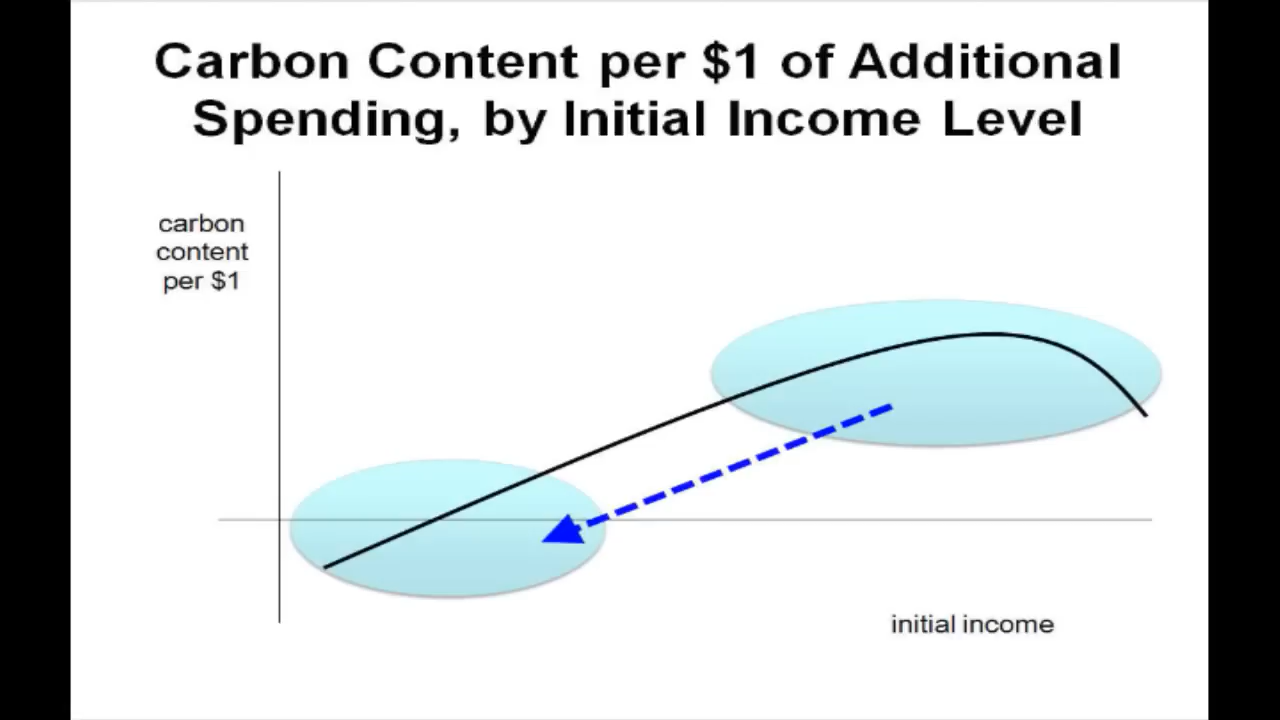 Carbon Content per $1 of Additional
Spending, by Initial Income Level
carbon
content
per $1
initial income